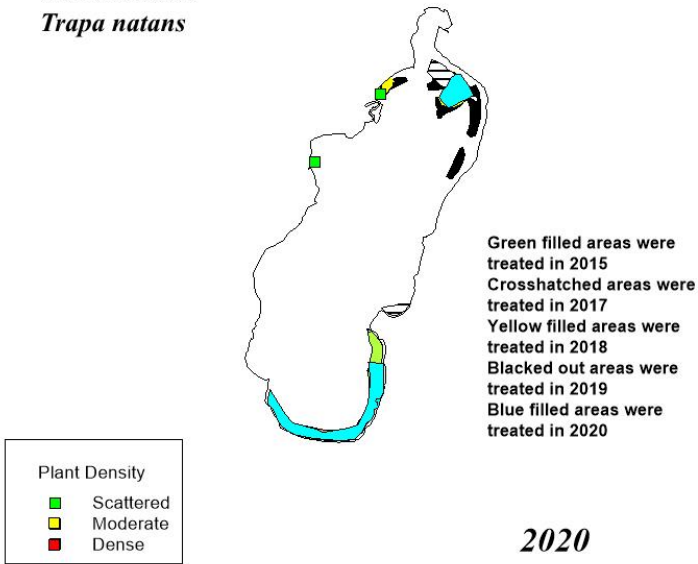 Trapa natans
Green filled areas were
treated in 2015
Crosshatched areas were
treated in 2017
Yellow filled areas were
treated in 2018
Blacked out areas were
treated in 2019
Blue filled areas were
treated in 2020
Plant Density
Scattered
Moderate
Dense
2020